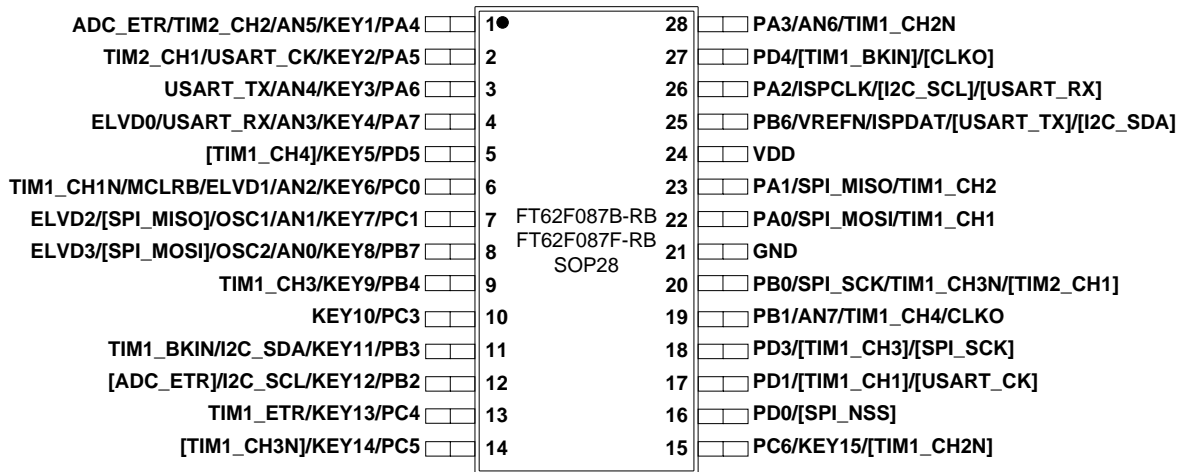 ADC_ETR/TIM2_CH2/AN5/KEY1/PA4 1 28 PA3/AN6/TIM1_CH2N
TIM2_CH1/USART_CK/KEY2/PA5 2 27 PD4/[TIM1_BKIN]/[CLKO]
USART_TX/AN4/KEY3/PA6 3 26 PA2/ISPCLK/[I2C_SCL]/[USART_RX]
ELVD0/USART_RX/AN3/KEY4/PA7 4 25 PB6/VREFN/ISPDAT/[USART_TX]/[I2C_SDA]
[TIM1_CH4]/KEY5/PD5 5 24 VDD
TIM1_CH1N/MCLRB/ELVD1/AN2/KEY6/PC0 6 23 PA1/SPI_MISO/TIM1_CH2
ELVD2/[SPI_MISO]/OSC1/AN1/KEY7/PC1 7 FT62F087B-RB 22 PA0/SPI_MOSI/TIM1_CH1
FT62F087F-RB
ELVD3/[SPI_MOSI]/OSC2/AN0/KEY8/PB7 8 SOP28 21 GND
TIM1_CH3/KEY9/PB4 9 20 PB0/SPI_SCK/TIM1_CH3N/[TIM2_CH1]
KEY10/PC3 10 19 PB1/AN7/TIM1_CH4/CLKO
TIM1_BKIN/I2C_SDA/KEY11/PB3 11 18 PD3/[TIM1_CH3]/[SPI_SCK]
[ADC_ETR]/I2C_SCL/KEY12/PB2 12 17 PD1/[TIM1_CH1]/[USART_CK]
TIM1_ETR/KEY13/PC4 13 16 PD0/[SPI_NSS]
[TIM1_CH3N]/KEY14/PC5 14 15 PC6/KEY15/[TIM1_CH2N]